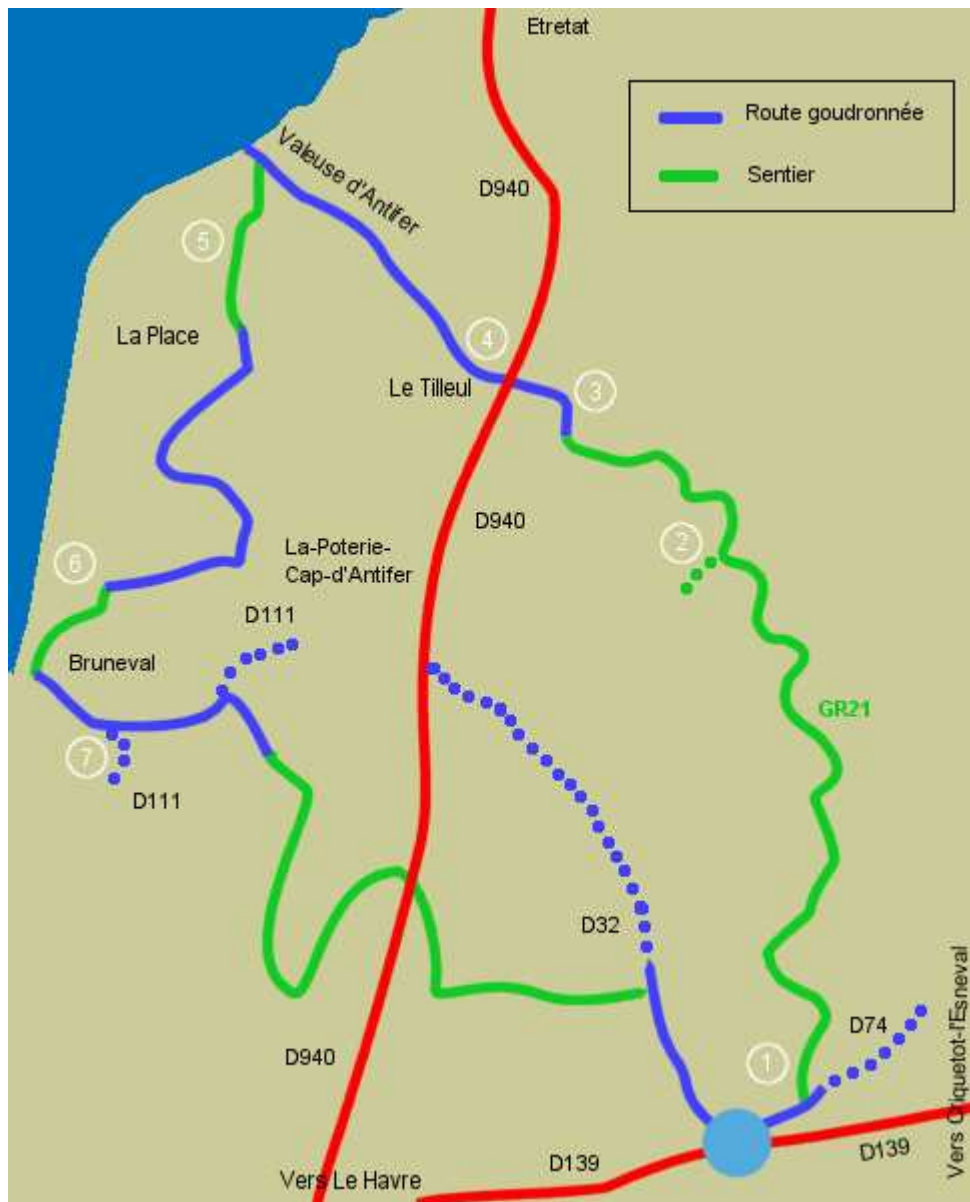 Etretat
Route goudronnée
Valeuse d'Antifer
D940
Sentier
5
La Place
4
Le Tilleul
3
D940
2
La-Poterie-
Cap-d'Antifer
6
D111
Bruneval
GR21
7
D111
D32
D74
Vers Criquetot-l'Esneval
D940
1
D139
D139
Vers Le Havre